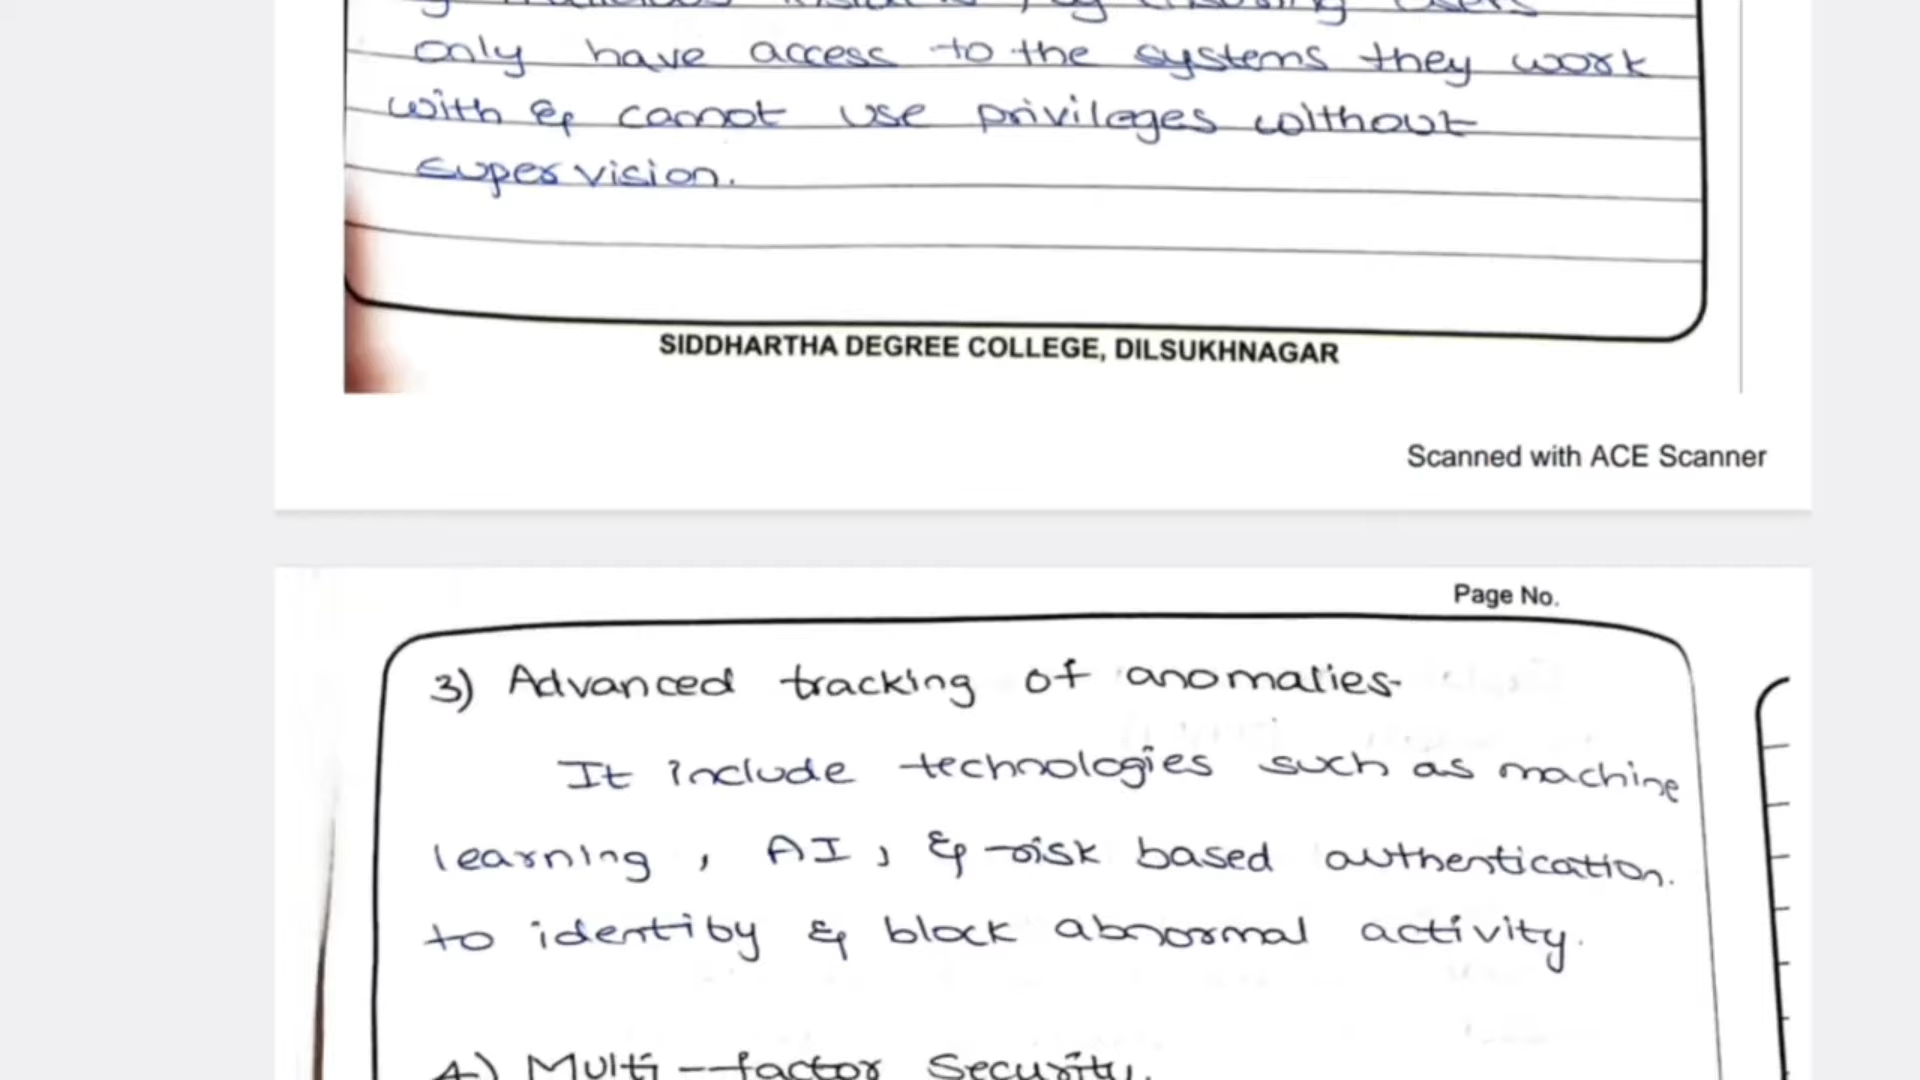 only have access to the systems they work
with & cannot use privileges without
supervision.
SIDDHARTHA DEGREE COLLEGE, DILSUKHNAGAR
Scanned with ACE Scanner
Page No.
3) Advanced tracking of anomalies.
It include technologies such as machine
learning, AI, & risk based authentication.
to identiby & block abnormal activity.
4) Multi-factor Security.